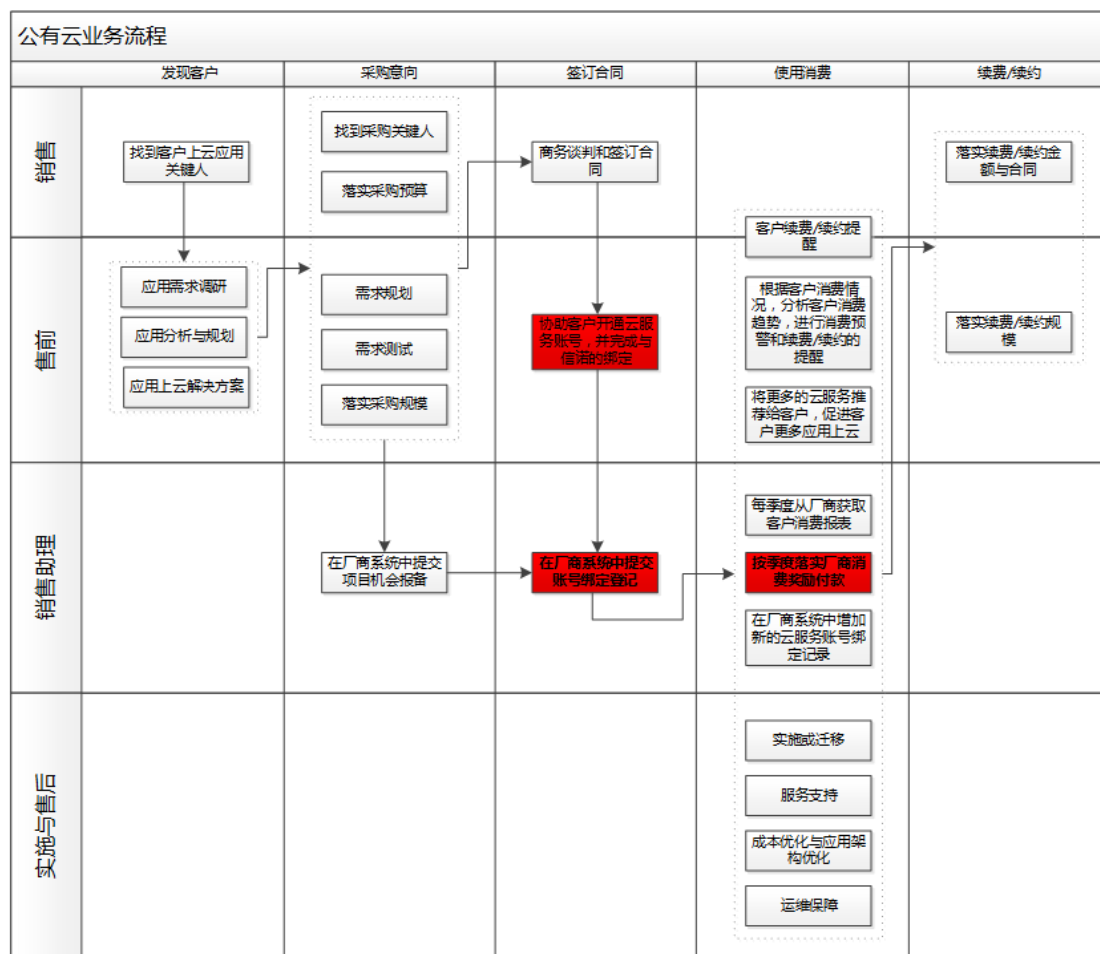 公有云业务流程
发现客户
采购意向
签订合同
使用消费
续费/续约
销售
找到客户上云应用
关键人
找到采购关键人
落实采购预算
商务谈判和签订合
同
落实续费/续约金
额与合同
售前
应用需求调研
应用分析与规划
应用上云解决方案
需求规划
需求测试
落实采购规模
协助客户开通云服
务账号，并完成与
信诺的绑定
客户续费/续约提
醒
根据客户消费情
况，分析客户消费
趋势，进行消费预
警和续费/续约的
提醒
将更多的云服务推
荐给客户，促进客
户更多应用上云
落实续费/续约规
模
销售助理
在厂商系统中提交
项目机会报备
在厂商系统中提交
账号绑定登记
每季度从厂商获取
客户消费报表
按季度落实厂商消
费奖励付款
在厂商系统中增加
新的云服务账号绑
定记录
实施与售后
实施或迁移
服务支持
成本优化与应用架
构优化
运维保障